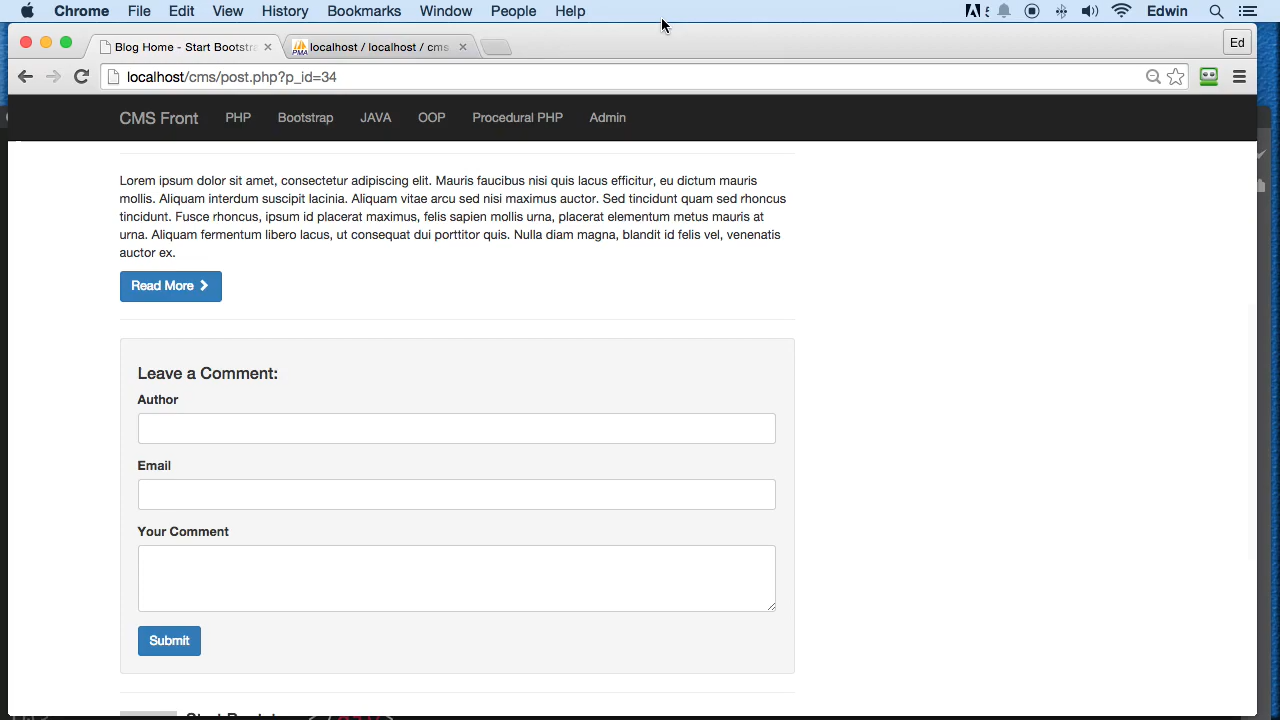 Chrome File Edit View History Bookmarks Window People Help Edwin
Blog Home - Start Bootstra localhost / localhost / cms Ed
localhost/cms/post.php?p_id=34
CMS Front PHP Bootstrap JAVA OOP Procedural PHP Admin
Lorem ipsum dolor sit amet, consectetur adipiscing elit. Mauris faucibus nisi quis lacus efficitur, eu dictum mauris
mollis. Aliquam interdum suscipit lacinia. Aliquam vitae arcu sed nisi maximus auctor. Sed tincidunt quam sed rhoncus
tincidunt. Fusce rhoncus, ipsum id placerat maximus, felis sapien mollis urna, placerat elementum metus mauris at
urna. Aliquam fermentum libero lacus, ut consequat dui porttitor quis. Nulla diam magna, blandit id felis vel, venenatis
auctor ex.
Read More
Leave a Comment:
Author
Email
Your Comment
Submit